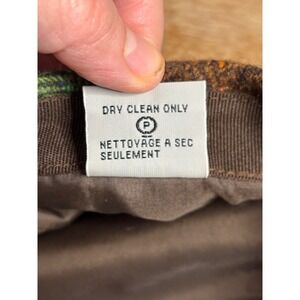 DRY CLEAN ONLY
P
NETTOYAGE A SEC
SEULEMENT